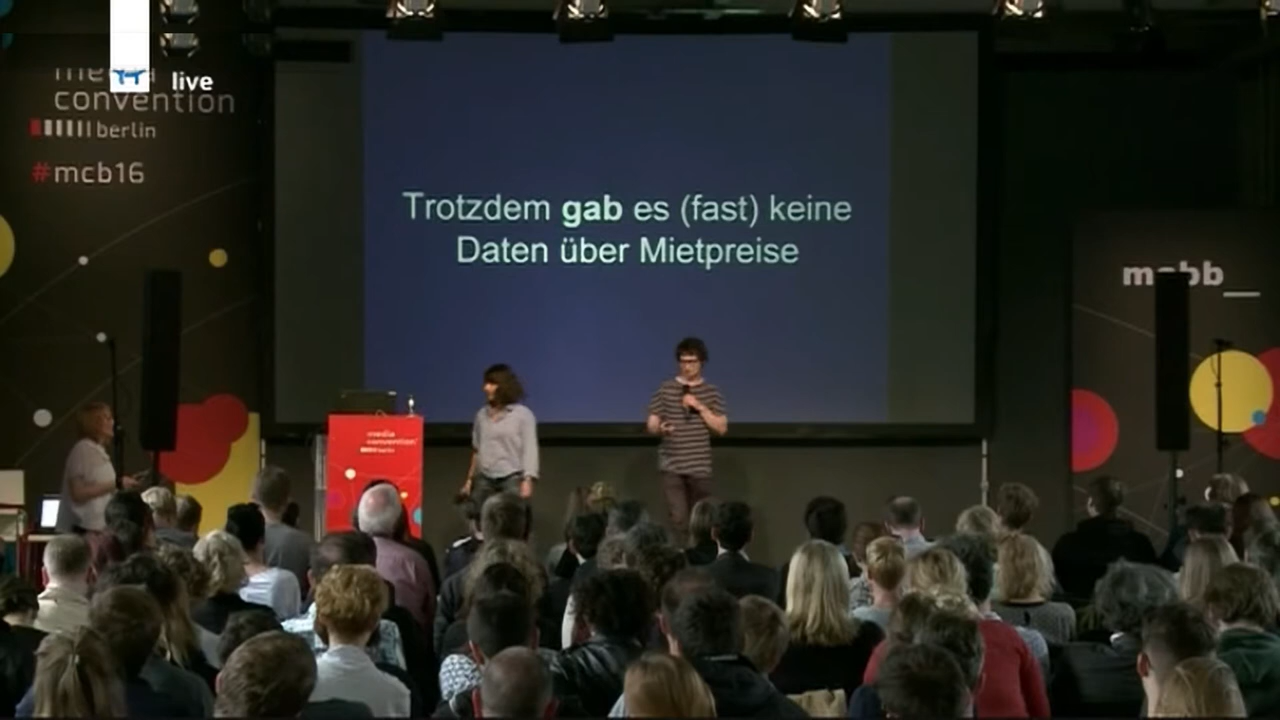 live
media
convention
berlin
#mcb16
Trotzdem gab es (fast) keine
Daten über Mietpreise
mabb_
media
convention
berlin